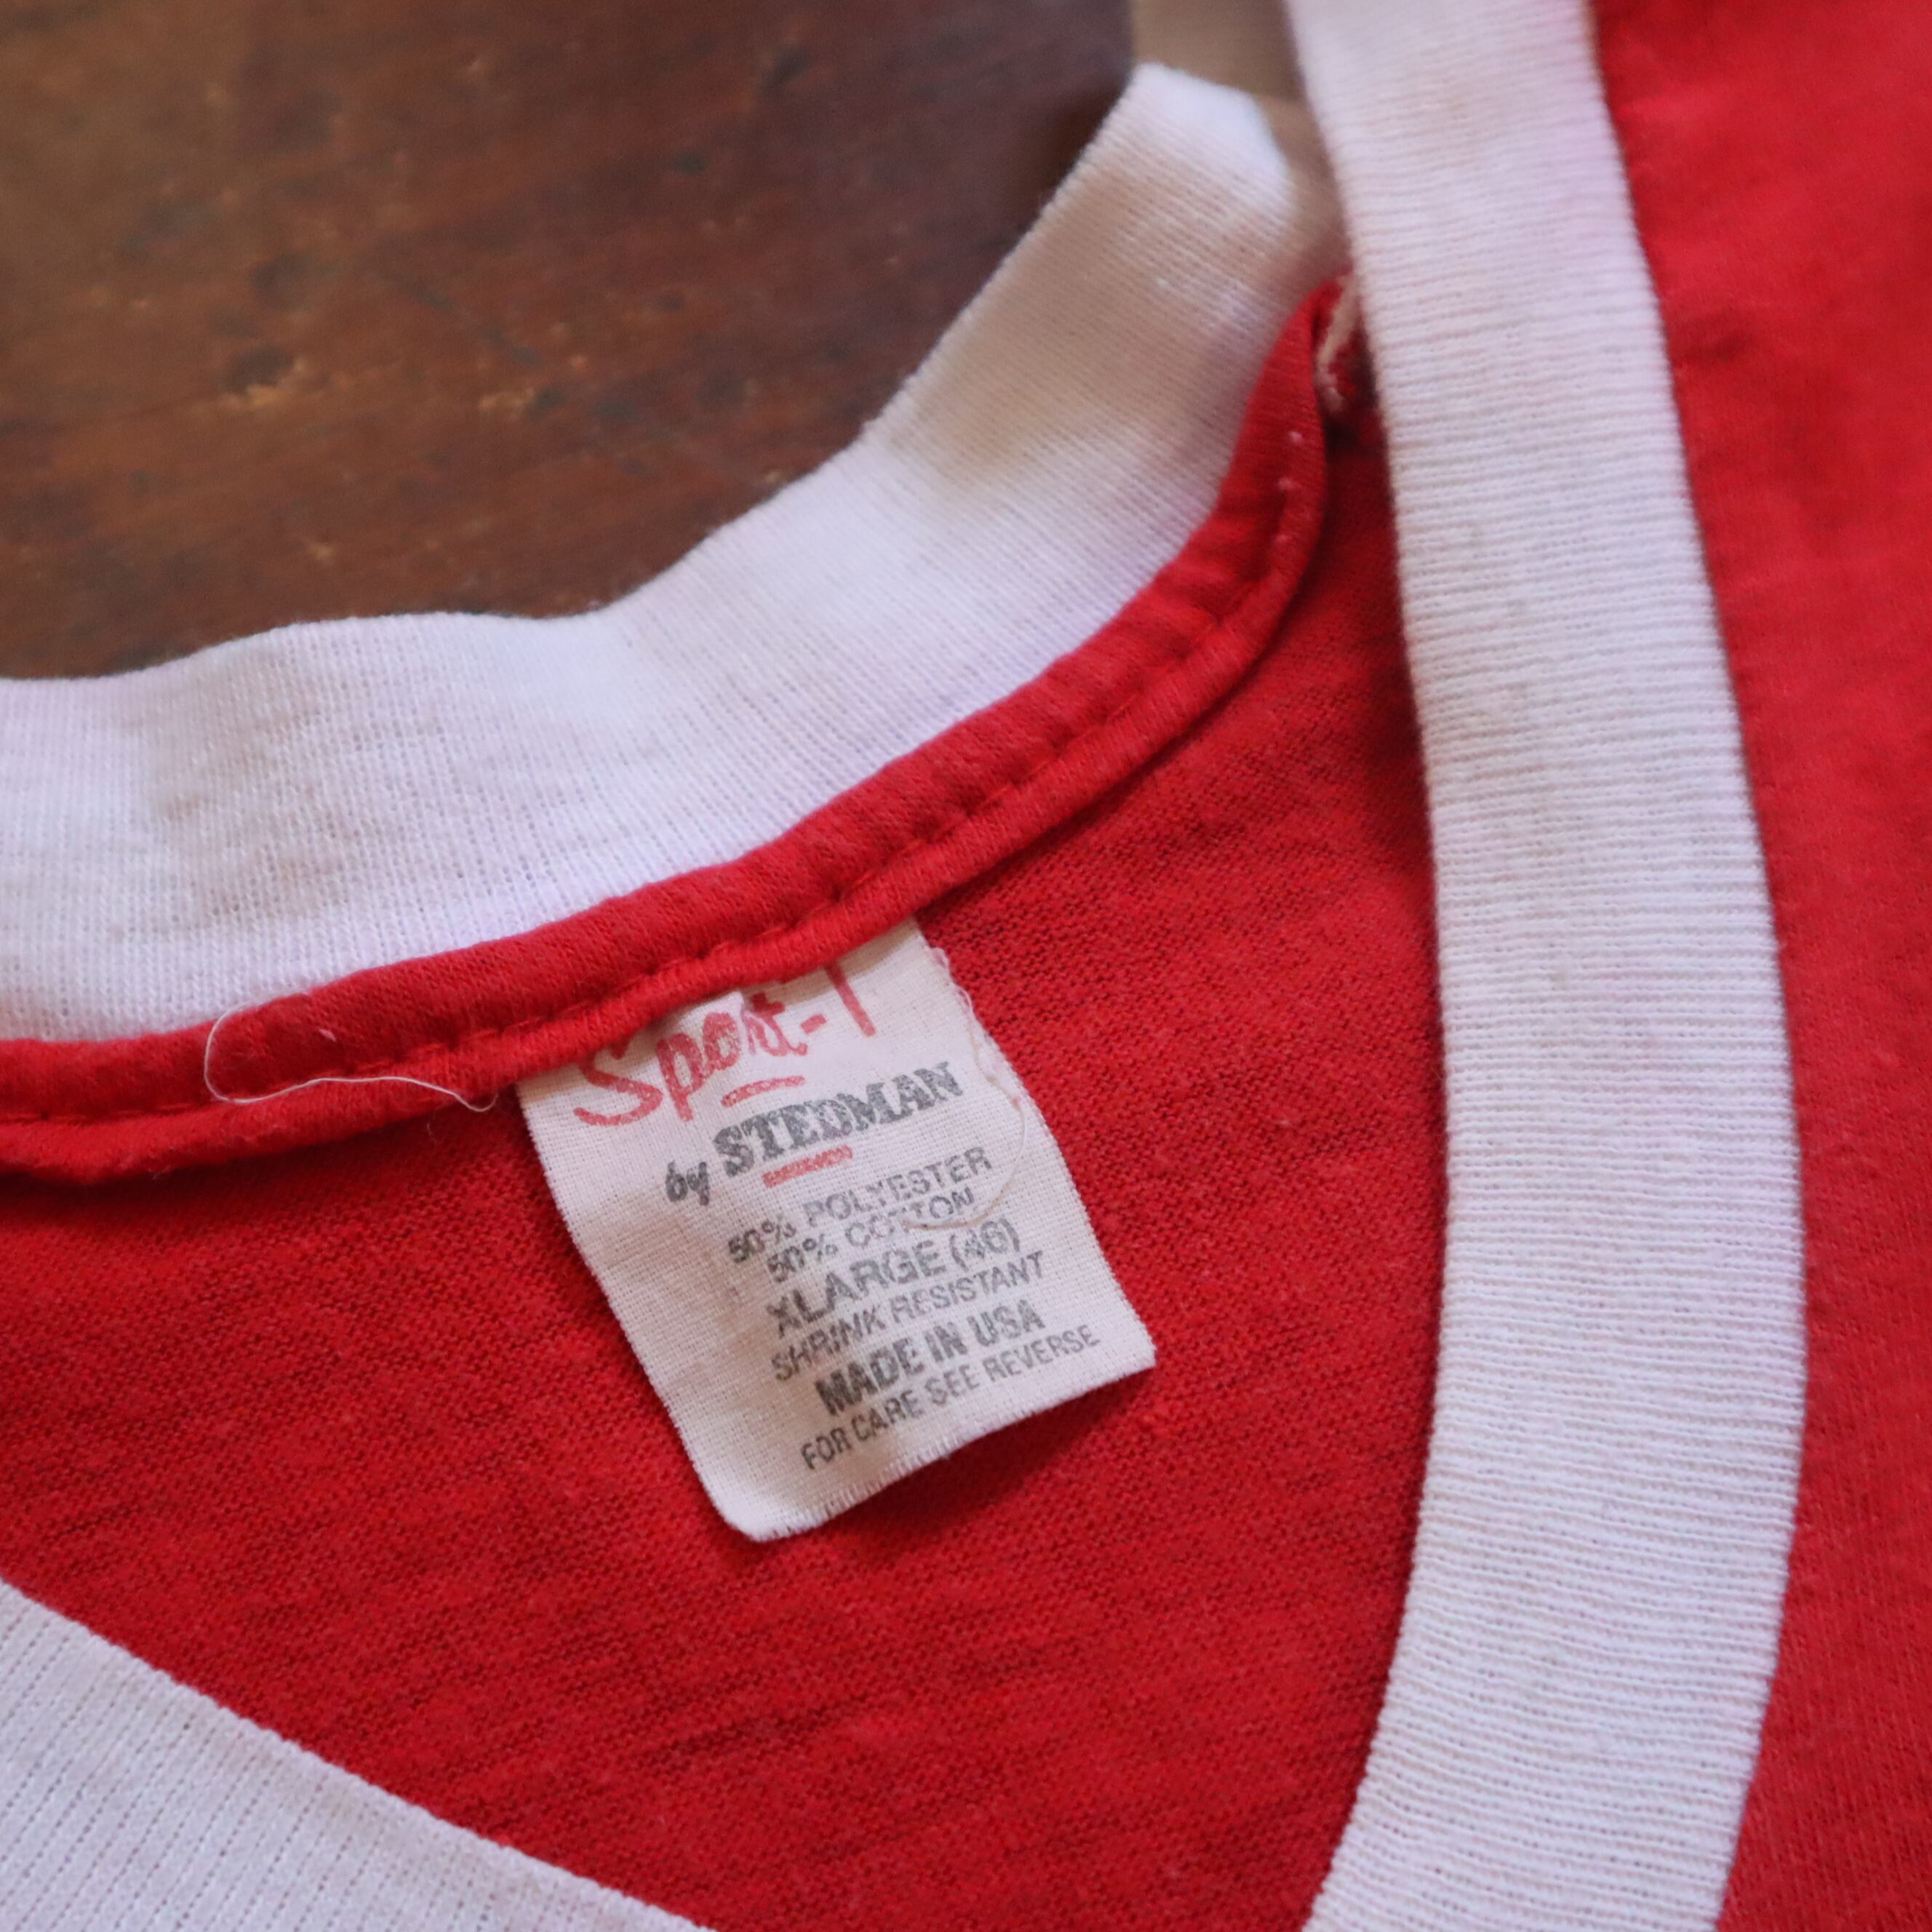 Sport-T
by STEDMAN
50% POLYESTER
50% COTTON
XLARGE (46)
SHRINK RESISTANT
MADE IN USA
FOR CARE SEE REVERSE